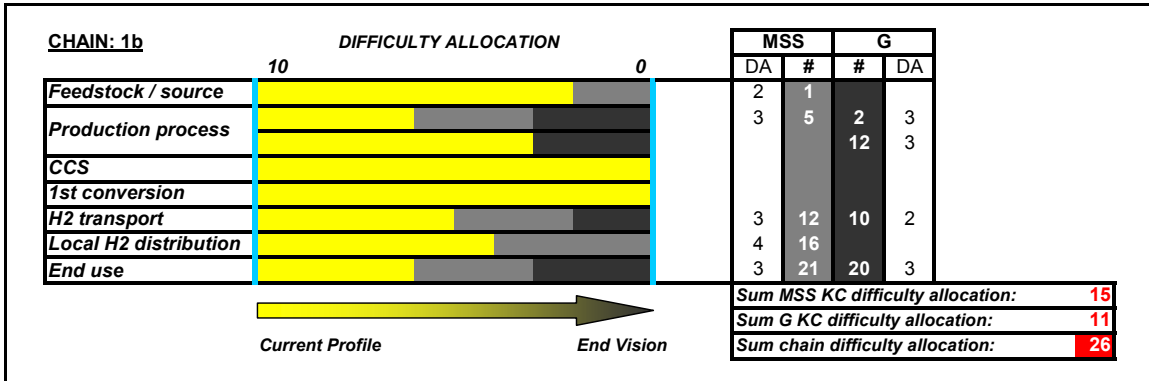 CHAIN: 1b DIFFICULTY ALLOCATION MSS G
10 0 DA # # DA
Feedstock / source 2 1
Production process 3 5 2 3
12 3
CCS
1st conversion
H2 transport 3 12 10 2
Local H2 distribution 4 16
End use 3 21 20 3
Sum MSS KC difficulty allocation: 15
Sum G KC difficulty allocation: 11
Current Profile End Vision Sum chain difficulty allocation: 26